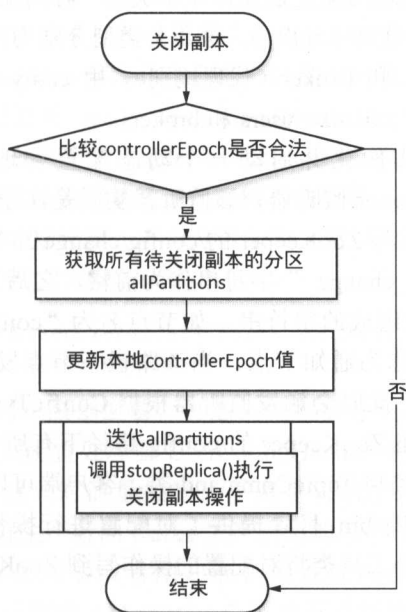 关闭副本
比较controllerEpoch是否合法
是
获取所有待关闭副本的分区
allPartitions
更新本地controllerEpoch值
否
迭代allPartitions
调用stopReplica()执行
关闭副本操作
结束